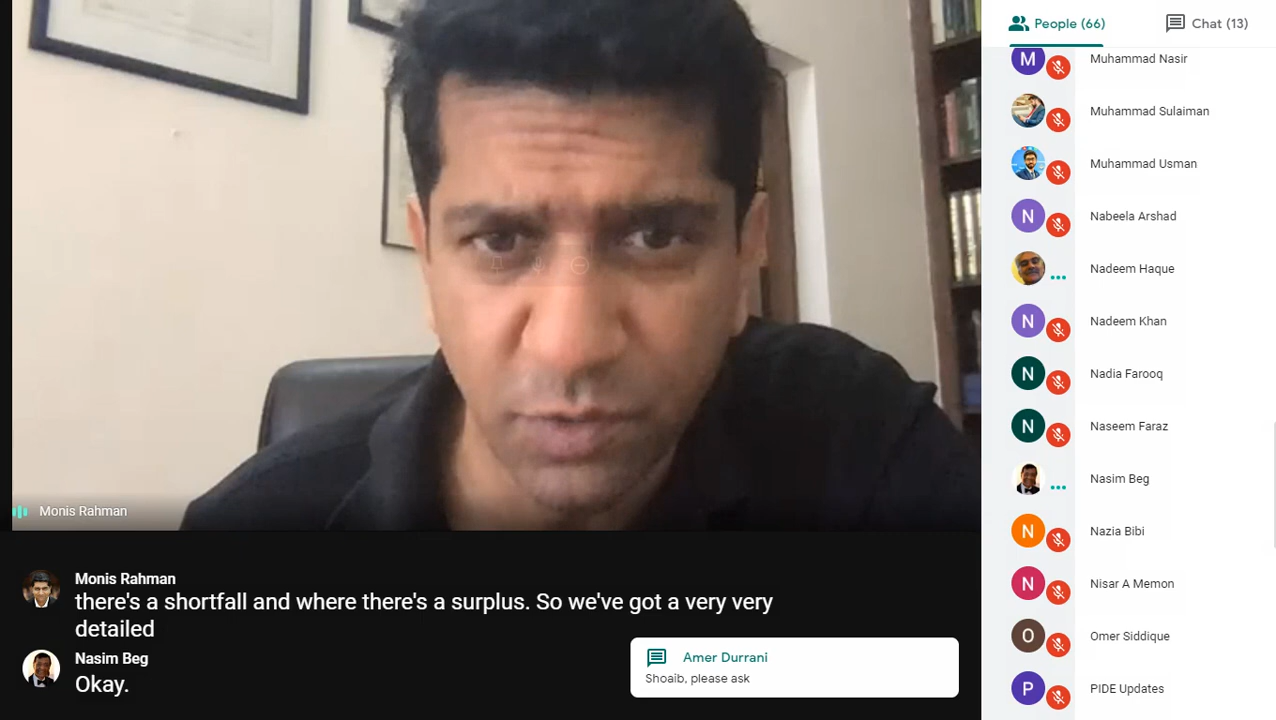 People (66)
Chat (13)
M
Muhammad Nasir
Muhammad Sulaiman
Muhammad Usman
N
Nabeela Arshad
Nadeem Haque
N
Nadeem Khan
N
Nadia Farooq
N
Naseem Faraz
Nasim Beg
N
Nazia Bibi
N
Nisar A Memon
O
Omer Siddique
P
PIDE Updates
Monis Rahman
Monis Rahman
there's a shortfall and where there's a surplus. So we've got a very very
detailed
Nasim Beg
Okay.
Amer Durrani
Shoaib, please ask